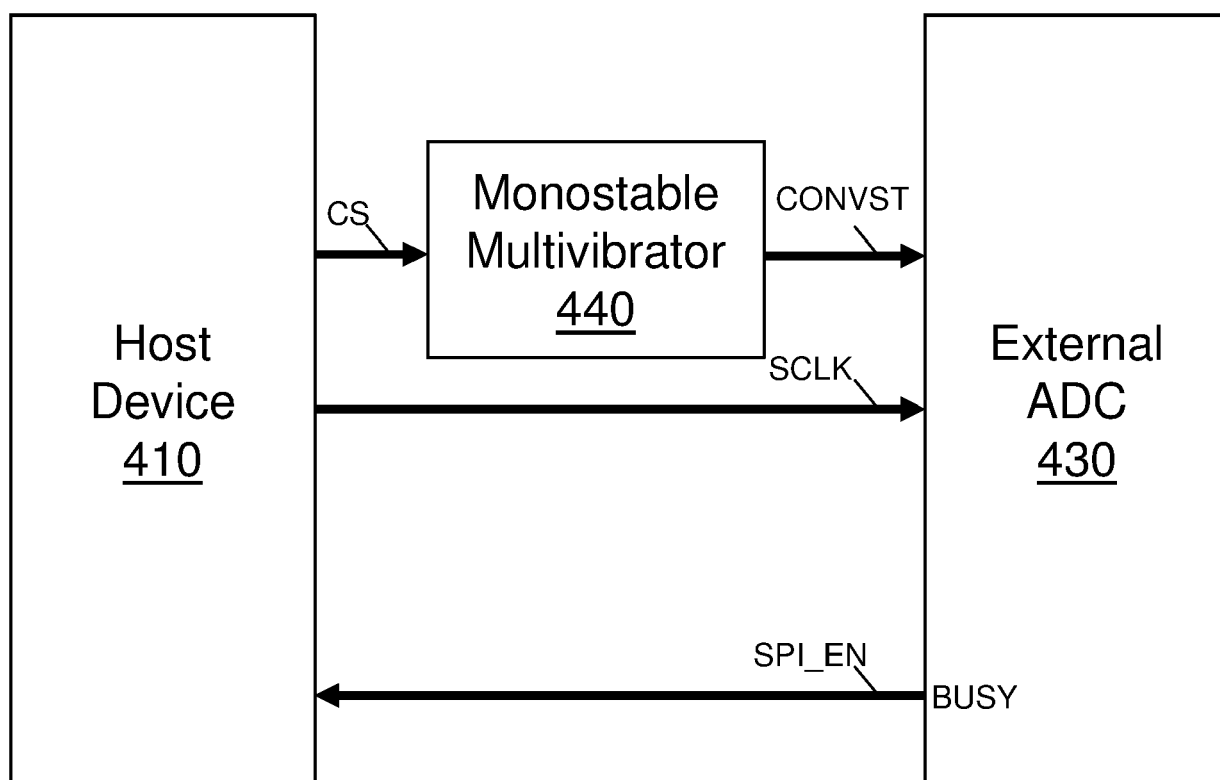 Host
Device
410
CS
Monostable
Multivibrator
440
CONVST
SCLK
SPI_EN
BUSY
External
ADC
430